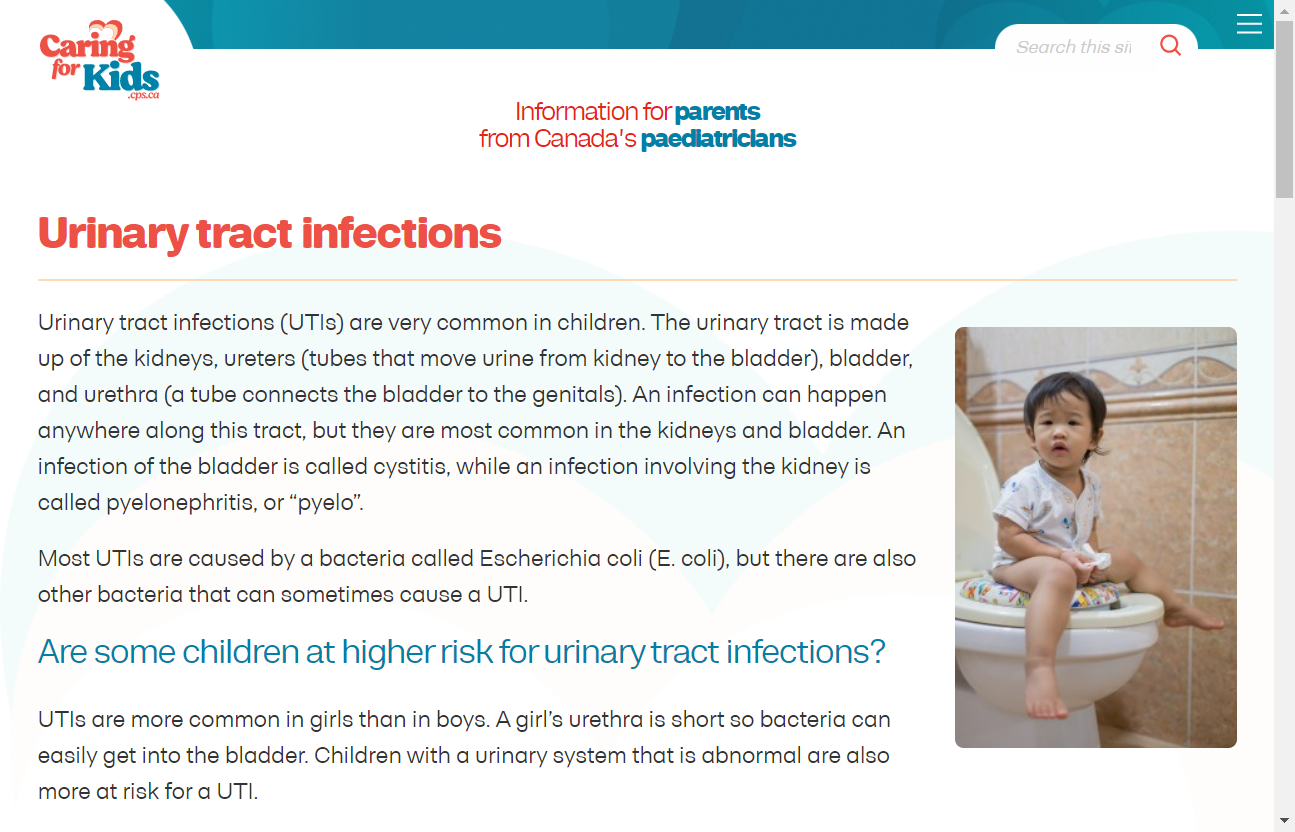 Caring
for Kids
.cps.ca
Search this sit
Information for parents
from Canada's paediatricians
Urinary tract infections
Urinary tract infections (UTIs) are very common in children. The urinary tract is made
up of the kidneys, ureters (tubes that move urine from kidney to the bladder), bladder,
and urethra (a tube connects the bladder to the genitals). An infection can happen
anywhere along this tract, but they are most common in the kidneys and bladder. An
infection of the bladder is called cystitis, while an infection involving the kidney is
called pyelonephritis, or “pyelo”.
Most UTIs are caused by a bacteria called Escherichia coli (E. coli), but there are also
other bacteria that can sometimes cause a UTI.
Are some children at higher risk for urinary tract infections?
UTIs are more common in girls than in boys. A girl’s urethra is short so bacteria can
easily get into the bladder. Children with a urinary system that is abnormal are also
more at risk for a UTI.